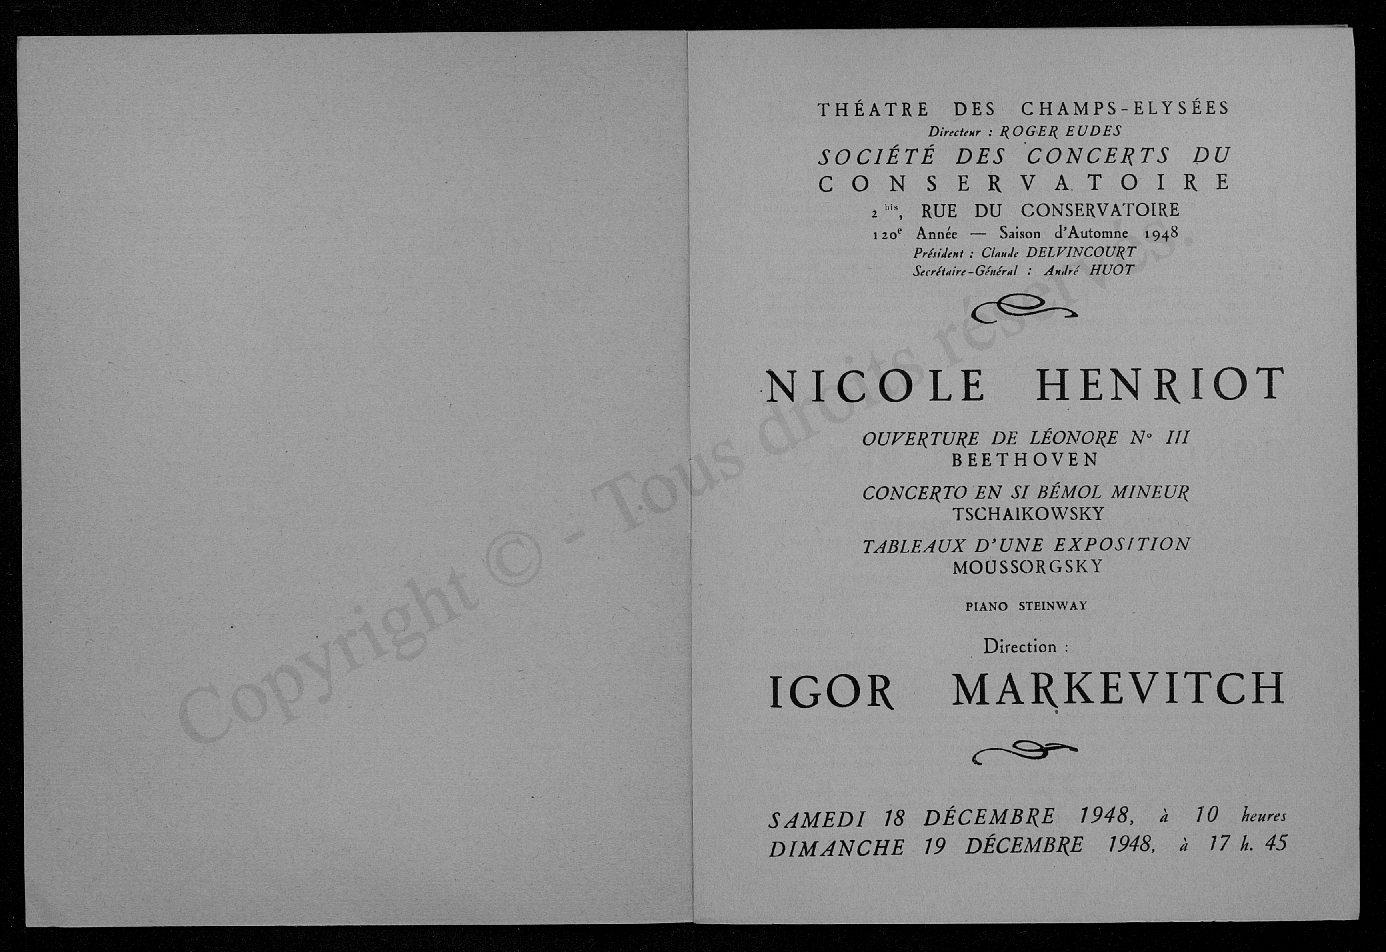 THÉATRE DES CHAMPS-ELYSÉES
Directeur : ROGER EUDES
SOCIÉTÉ DES CONCERTS DU
CONSERVATOIRE
2 bis, RUE DU CONSERVATOIRE
120e Année — Saison d'Automne 1948
Président : Claude DELVINCOURT
Secrétaire-Général : André HUOT
NICOLE HENRIOT
OUVERTURE DE LÉONORE No III
BEETHOVEN
CONCERTO EN SI BÉMOL MINEUR
TSCHAIKOWSKY
TABLEAUX D'UNE EXPOSITION
MOUSSORGSKY
PIANO STEINWAY
Direction :
IGOR MARKEVITCH
SAMEDI 18 DÉCEMBRE 1948, à 10 heures
DIMANCHE 19 DÉCEMBRE 1948, à 17 h. 45
Copyright © - Tous droits réservés.